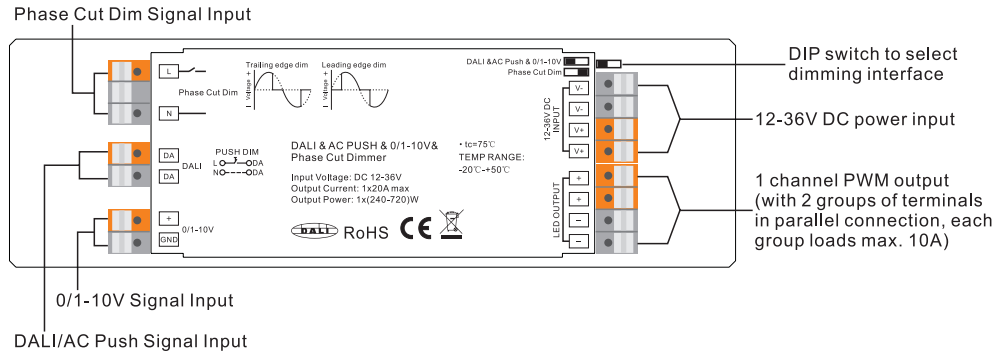 Phase Cut Dim Signal Input
L
Phase Cut Dim
N
Trailing edge dim
Leading edge dim
Voltage
+
-
Voltage
+
-
DALI &AC Push & 0/1-10V
Phase Cut Dim
DIP switch to select
dimming interface
V-
V-
V+
V+
12-36V DC
INPUT
12-36V DC power input
DA
DA
DALI
PUSH DIM
L DA
N DA
DALI & AC PUSH & 0/1-10V&
Phase Cut Dimmer
Input Voltage: DC 12-36V
Output Current: 1x20A max
Output Power: 1x(240-720)W
• tc=75℃
TEMP RANGE:
-20℃-+50℃
+
GND
0/1-10V
DALI
RoHS
CE
+
+
−
−
LED OUTPUT
1 channel PWM output
(with 2 groups of terminals
in parallel connection, each
group loads max. 10A)
0/1-10V Signal Input
DALI/AC Push Signal Input